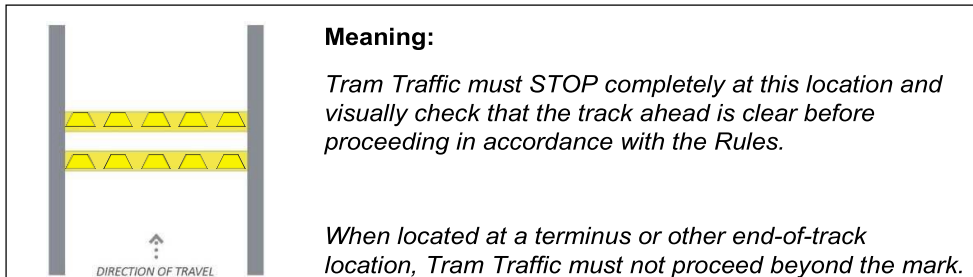 Meaning:
Tram Traffic must STOP completely at this location and
visually check that the track ahead is clear before
proceeding in accordance with the Rules.
When located at a terminus or other end-of-track
location, Tram Traffic must not proceed beyond the mark.
DIRECTION OF TRAVEL